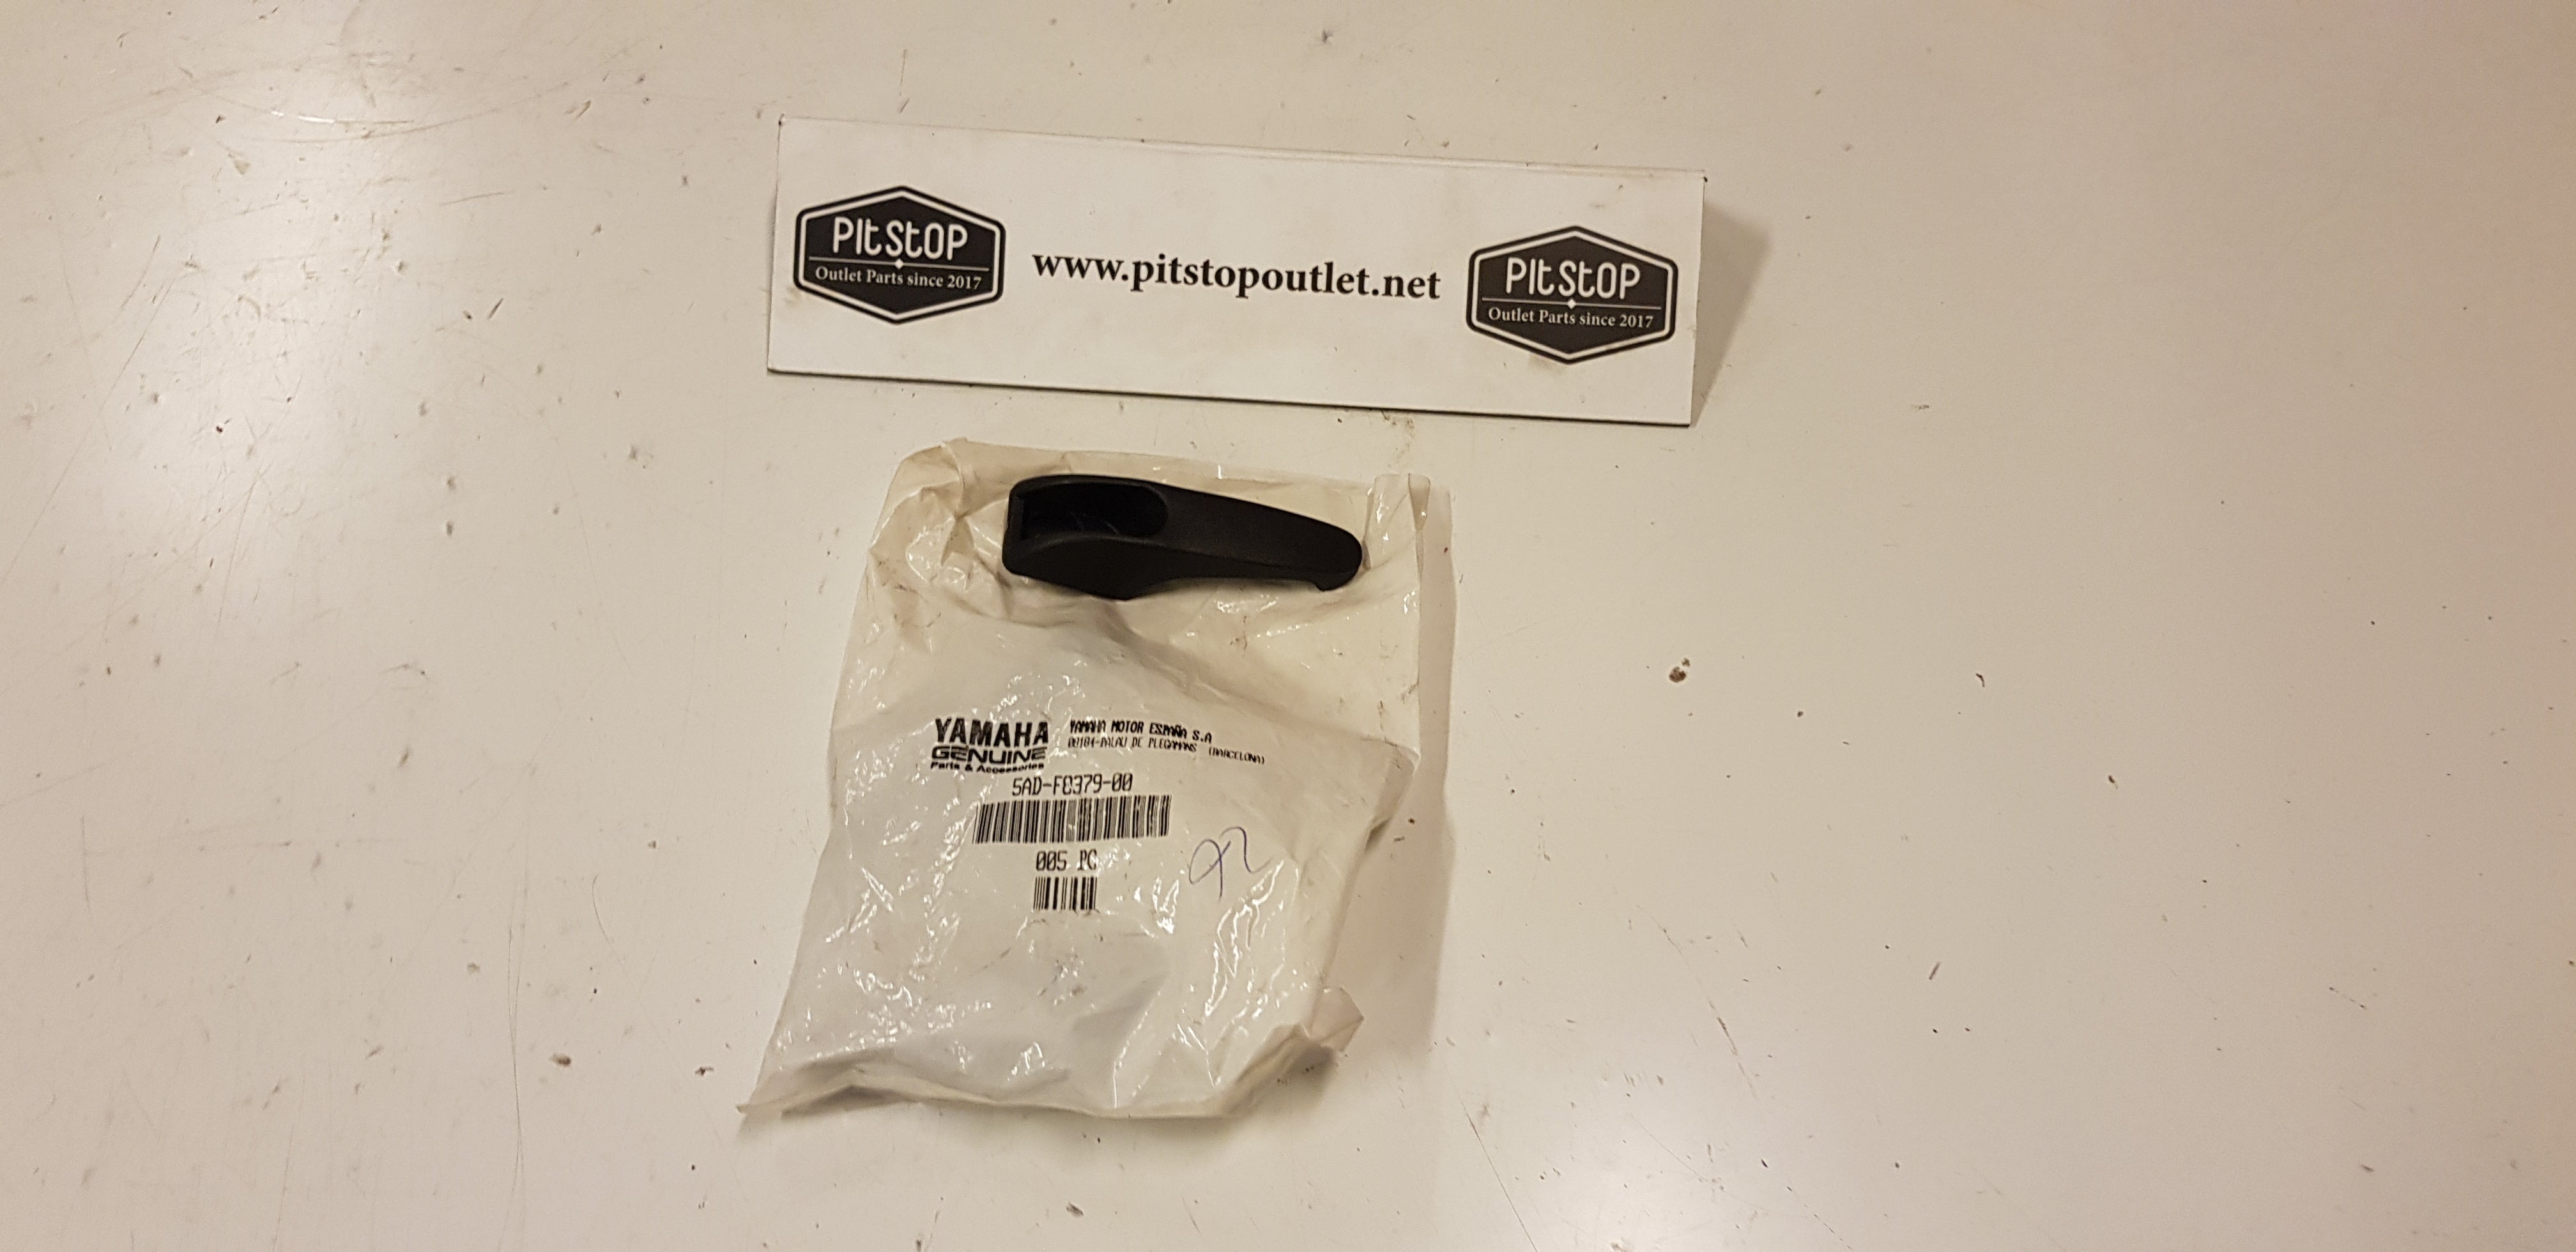 PitStOP
Outlet Parts since 2017
www.pitstopoutlet.net
PitStOP
Outlet Parts since 2017
YAMAHA
GENUINE
Parts & Accessories
YAMAHA MOTOR ESPAÑA S.A
08184-PALAU DE PLEGAMANS (BARCELONA)
5AD-F8379-00
005 PC